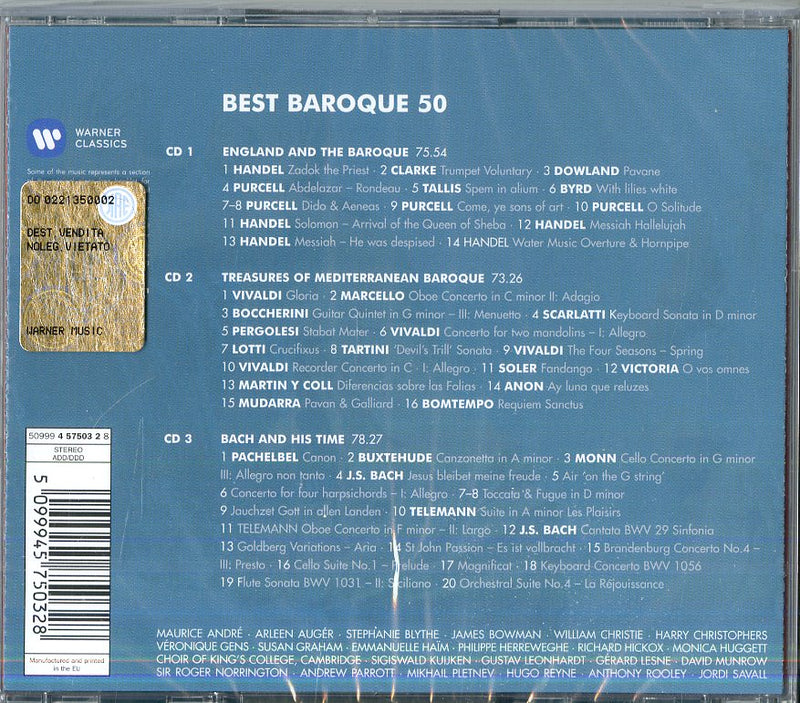 BEST BAROQUE 50
WARNER
CLASSICS
Some of the music represents a section
DO 0221350002
DEST.VENDITA
NOLEG.VIETATO
WARNER MUSIC
CD 1 ENGLAND AND THE BAROQUE 75.54
1 HANDEL Zadok the Priest · 2 CLARKE Trumpet Voluntary · 3 DOWLAND Pavane
4 PURCELL Abdelazar – Rondeau · 5 TALLIS Spem in alium · 6 BYRD With lilies white
7–8 PURCELL Dido & Aeneas · 9 PURCELL Come, ye sons of art · 10 PURCELL O Solitude
11 HANDEL Solomon – Arrival of the Queen of Sheba · 12 HANDEL Messiah Hallelujah
13 HANDEL Messiah – He was despised · 14 HANDEL Water Music Overture & Hornpipe
CD 2 TREASURES OF MEDITERRANEAN BAROQUE 73.26
1 VIVALDI Gloria · 2 MARCELLO Oboe Concerto in C minor II: Adagio
3 BOCCHERINI Guitar Quintet in G minor – III: Menuetto · 4 SCARLATTI Keyboard Sonata in D minor
5 PERGOLESI Stabat Mater · 6 VIVALDI Concerto for two mandolins – I: Allegro
7 LOTTI Crucifixus · 8 TARTINI ‘Devil’s Trill’ Sonata · 9 VIVALDI The Four Seasons – Spring
10 VIVALDI Recorder Concerto in C · I: Allegro · 11 SOLER Fandango · 12 VICTORIA O vos omnes
13 MARTIN Y COLL Diferencias sobre las Folias · 14 ANON Ay luna que reluzes
15 MUDARRA Pavan & Galliard · 16 BOMTEMPO Requiem Sanctus
CD 3 BACH AND HIS TIME 78.27
1 PACHELBEL Canon · 2 BUXTEHUDE Canzonetta in A minor · 3 MONN Cello Concerto in G minor
III: Allegro non tanto · 4 J.S. BACH Jesus bleibet meine freude · 5 Air ‘on the G string’
6 Concerto for four harpsichords – I: Allegro · 7–8 Toccata & Fugue in D minor
9 Jauchzet Gott in allen Landen · 10 TELEMANN Suite in A minor Les Plaisirs
11 TELEMANN Oboe Concerto in F minor – II: Largo · 12 J.S. BACH Cantata BWV 29 Sinfonia
13 Goldberg Variations – Aria · 14 St John Passion – Es ist vollbracht · 15 Brandenburg Concerto No.4 –
III: Presto · 16 Cello Suite No.1 – Prelude · 17 Magnificat · 18 Keyboard Concerto BWV 1056
19 Flute Sonata BWV 1031 – II: Siciliano · 20 Orchestral Suite No.4 – La Réjouissance
50999 4 57503 2 8
STEREO
ADD/DDD
5 099945 750328
Manufactured and printed
in the EU
MAURICE ANDRÉ · ARLEEN AUGÉR · STEPHANIE BLYTHE · JAMES BOWMAN · WILLIAM CHRISTIE · HARRY CHRISTOPHERS
VÉRONIQUE GENS · SUSAN GRAHAM · EMMANUELLE HAÏM · PHILIPPE HERREWEGHE · RICHARD HICKOX · MONICA HUGGETT
CHOIR OF KING'S COLLEGE, CAMBRIDGE · SIGISWALD KUIJKEN · GUSTAV LEONHARDT · GÉRARD LESNE · DAVID MUNROW
SIR ROGER NORRINGTON · ANDREW PARROTT · MIKHAIL PLETNEV · HUGO REYNE · ANTHONY ROOLEY · JORDI SAVALL